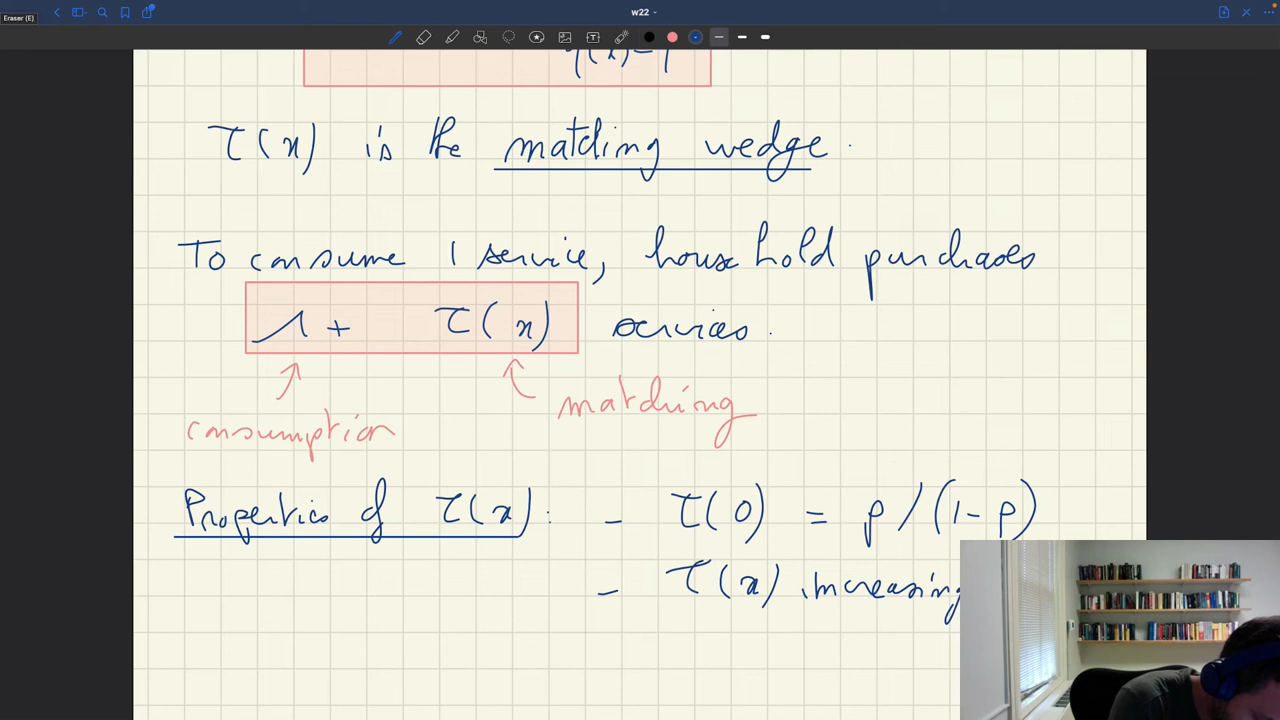 Eraser (E)
w22
q(x) - ρ
τ(x) is the matching wedge.
To consume 1 service, household purchases
1 + τ(x) services.
consumption
matching
Properties of τ(x): - τ(0) = ρ/(1-ρ)
- τ(x) increasing